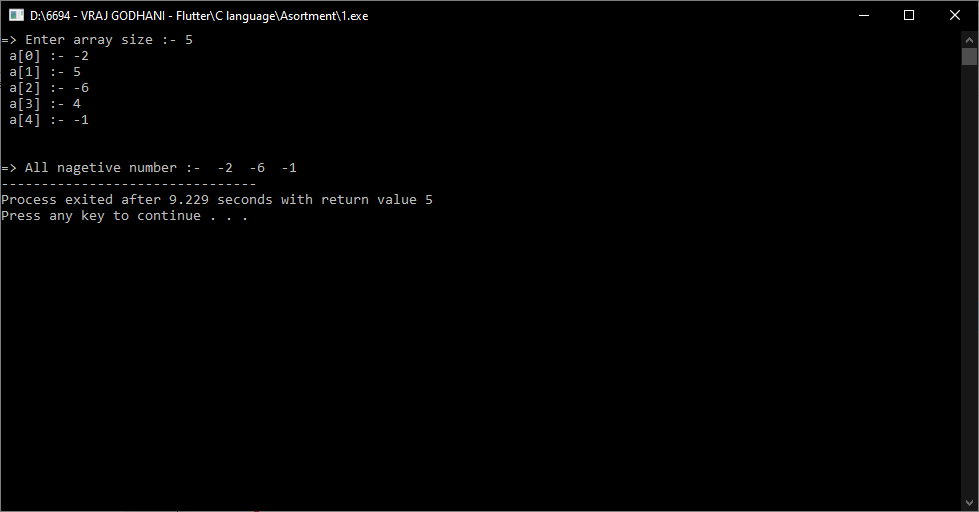 D:\6694 - VRAJ GODHANI - Flutter\C language\Asortment\1.exe
=> Enter array size :- 5
a[0] :- -2
a[1] :- 5
a[2] :- -6
a[3] :- 4
a[4] :- -1
=> All nagetive number :-  -2  -6  -1
--------------------------------
Process exited after 9.229 seconds with return value 5
Press any key to continue . . .